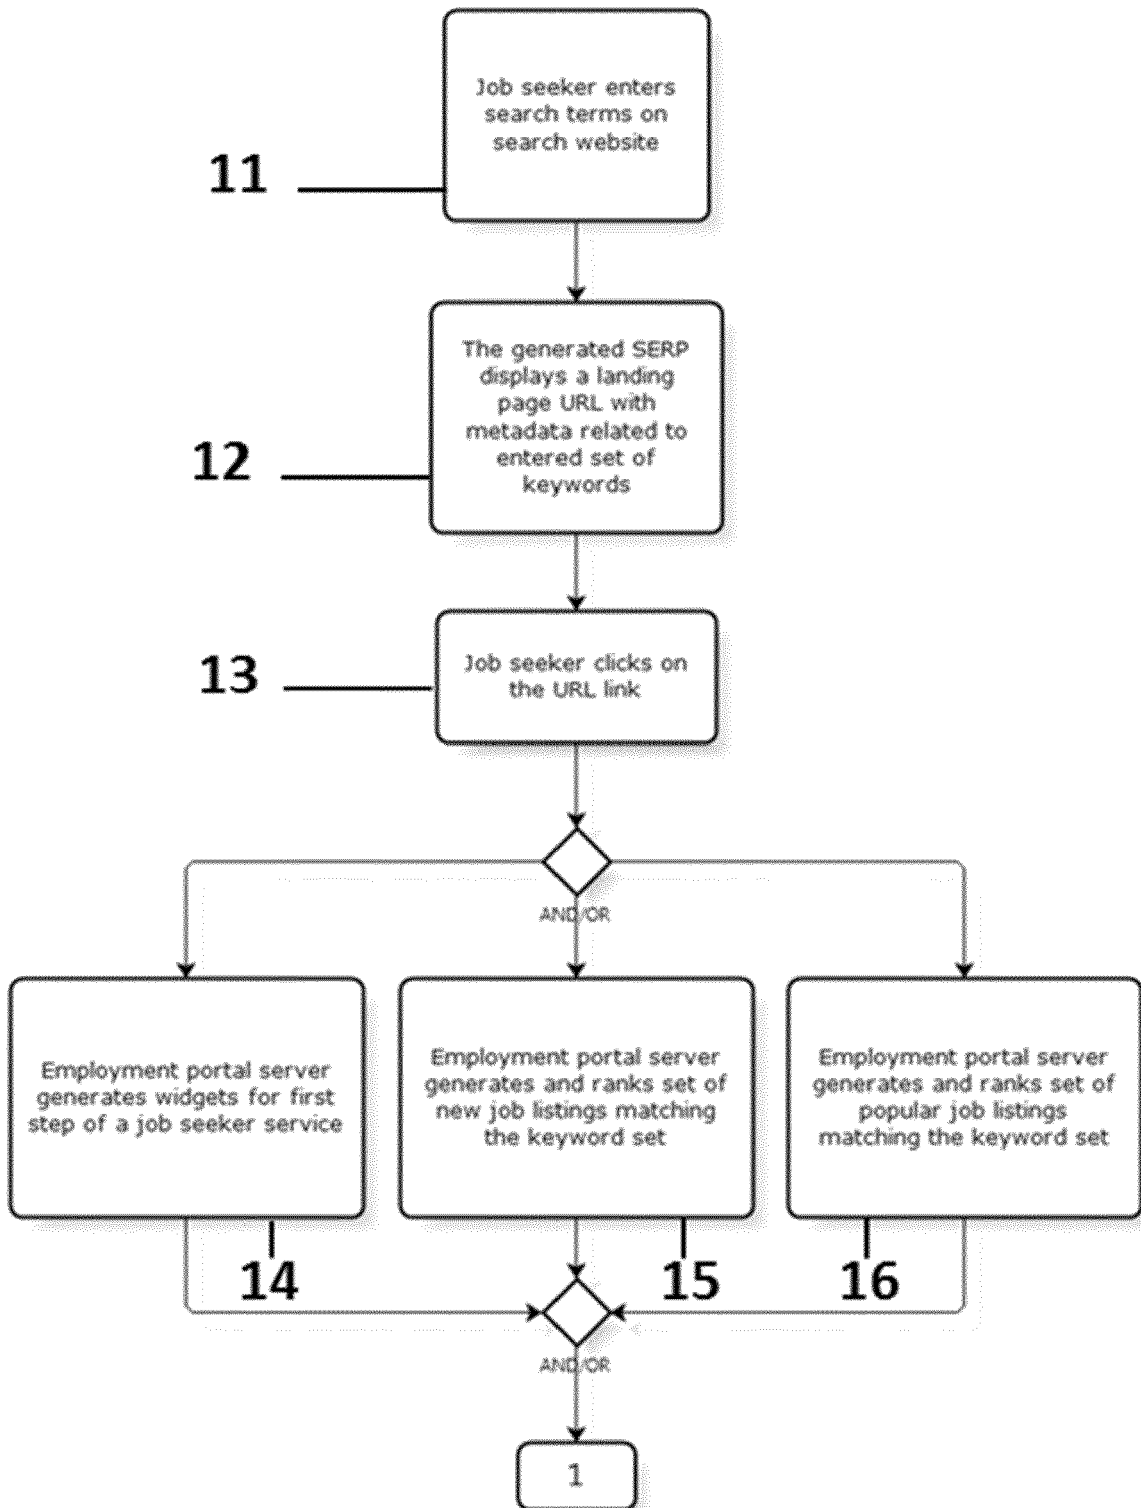 Job seeker enters
search terms on
search website
11
The generated SERP
displays a landing
page URL with
metadata related to
entered set of
keywords
12
Job seeker clicks on
the URL link
13
AND/OR
Employment portal server
generates widgets for first
step of a job seeker service
Employment portal server
generates and ranks set of
new job listings matching
the keyword set
Employment portal server
generates and ranks set of
popular job listings
matching the keyword set
14
15
16
AND/OR
1